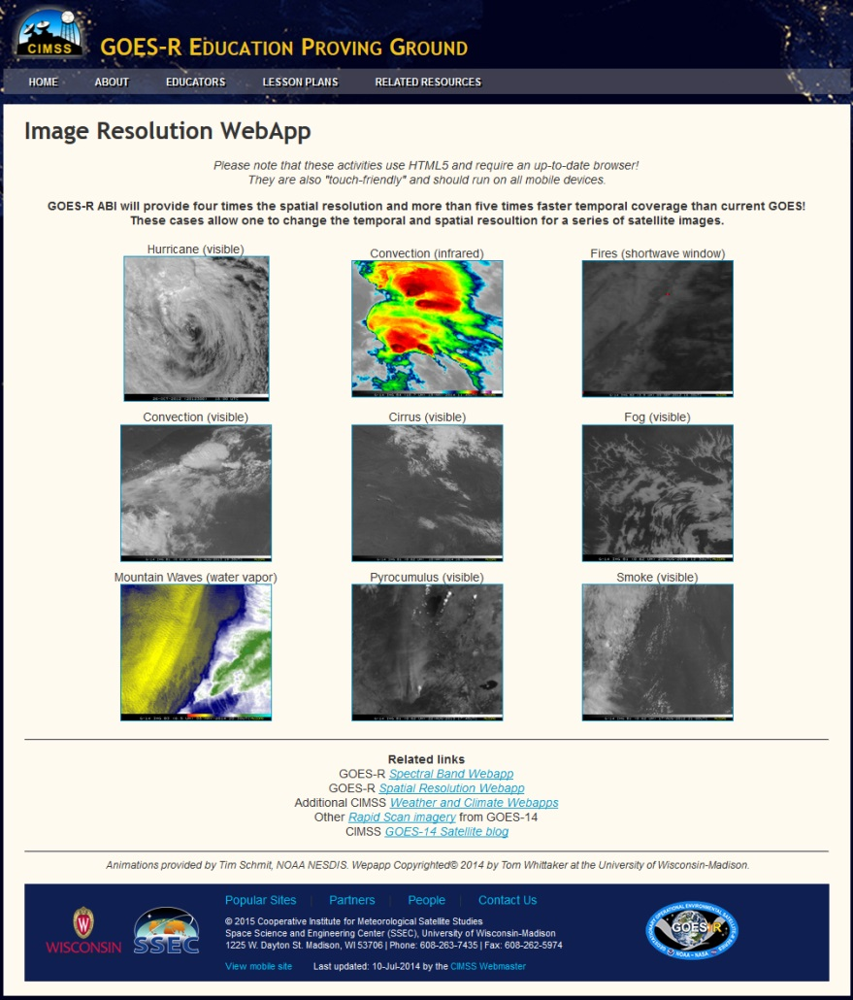 CIMSS
GOES-R EDUCATION PROVING GROUND
HOME ABOUT EDUCATORS LESSON PLANS RELATED RESOURCES
Image Resolution WebApp
Please note that these activities use HTML5 and require an up-to-date browser!
They are also "touch-friendly" and should run on all mobile devices.
GOES-R ABI will provide four times the spatial resolution and more than five times faster temporal coverage than current GOES!
These cases allow one to change the temporal and spatial resoultion for a series of satellite images.
Hurricane (visible) Convection (infrared) Fires (shortwave window)
Convection (visible) Cirrus (visible) Fog (visible)
Mountain Waves (water vapor) Pyrocumulus (visible) Smoke (visible)
Related links
GOES-R Spectral Band Webapp
GOES-R Spatial Resolution Webapp
Additional CIMSS Weather and Climate Webapps
Other Rapid Scan imagery from GOES-14
CIMSS GOES-14 Satellite blog
Animations provided by Tim Schmit, NOAA NESDIS. Wepapp Copyrighted© 2014 by Tom Whittaker at the University of Wisconsin-Madison.
Popular Sites | Partners | People | Contact Us
© 2015 Cooperative Institute for Meteorological Satellite Studies
Space Science and Engineering Center (SSEC), University of Wisconsin-Madison
1225 W. Dayton St. Madison, WI 53706 | Phone: 608-263-7435 | Fax: 608-262-5974
View mobile site Last updated: 10-Jul-2014 by the CIMSS Webmaster
W
WISCONSIN
SSEC
GOES R
NOAA - NASA